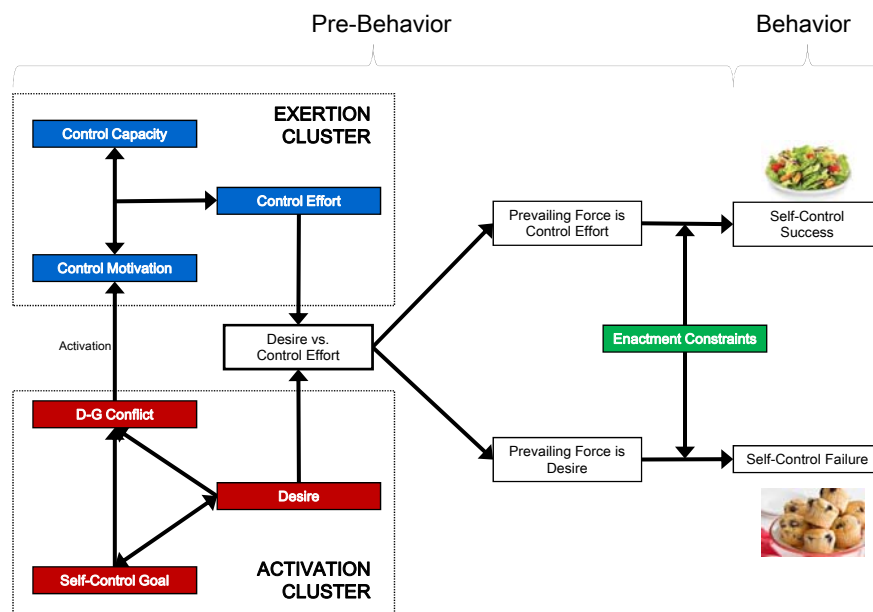 Pre-Behavior
Behavior
EXERTION
CLUSTER
Control Capacity
Control Effort
Prevailing Force is
Control Effort
Self-Control
Success
Control Motivation
Activation
Desire vs.
Control Effort
Enactment Constraints
D-G Conflict
Prevailing Force is
Desire
Self-Control Failure
Desire
Self-Control Goal
ACTIVATION
CLUSTER